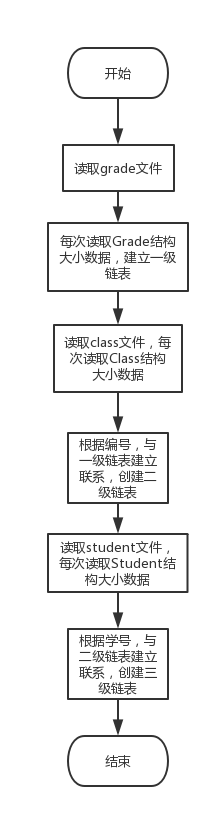 开始
读取grade文件
每次读取Grade结构
大小数据，建立一级
链表
读取class文件，每
次读取Class结构
大小数据
根据编号，与
一级链表建立
联系，创建二
级链表
读取student文件，
每次读取Student结
构大小数据
根据学号，与
二级链表建立
联系，创建三
级链表
结束